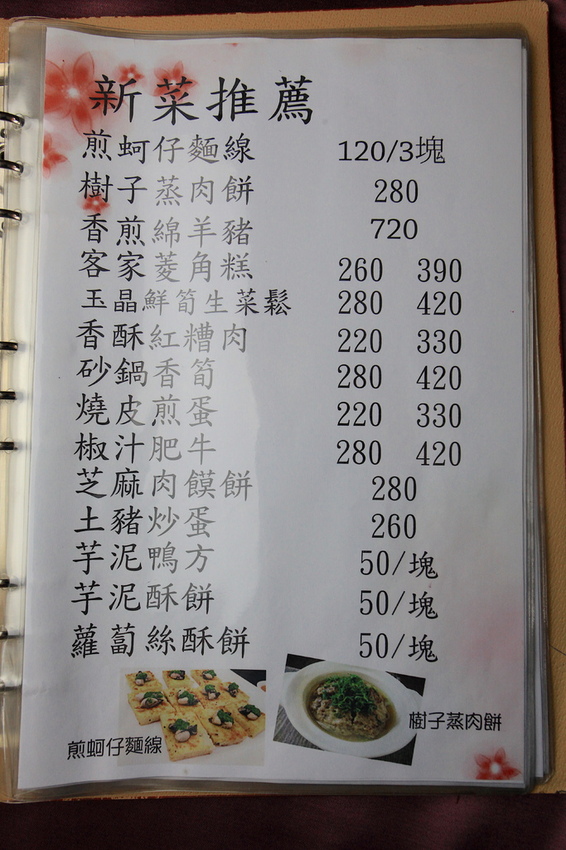 新菜推薦
煎蚵仔麵線 120/3塊
樹子蒸肉餅 280
香煎綿羊豬 720
客家菱角糕 260 390
玉晶鮮筍生菜鬆 280 420
香酥紅糟肉 220 330
砂鍋香筍 280 420
燒皮煎蛋 220 330
椒汁肥牛 280 420
芝麻肉饃餅 280
土豬炒蛋 260
芋泥鴨方 50/塊
芋泥酥餅 50/塊
蘿蔔絲酥餅 50/塊
樹子蒸肉餅
煎蚵仔麵線